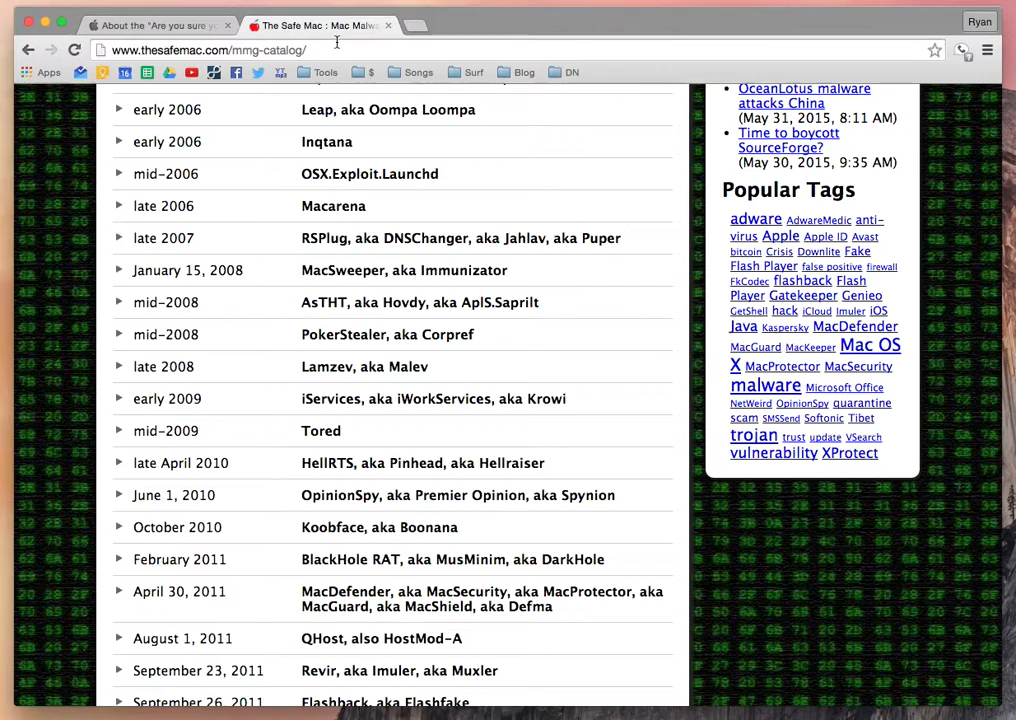 About the "Are you sure y
The Safe Mac : Mac Malwa
Ryan
www.thesafemac.com/mmg-catalog/
Apps
16
YT
mp3
Tools
$
Songs
Surf
Blog
DN
early 2006 Leap, aka Oompa Loompa
early 2006 Inqtana
mid-2006 OSX.Exploit.Launchd
late 2006 Macarena
late 2007 RSPlug, aka DNSChanger, aka Jahlav, aka Puper
January 15, 2008 MacSweeper, aka Immunizator
mid-2008 AsTHT, aka Hovdy, aka AplS.Saprilt
mid-2008 PokerStealer, aka Corpref
late 2008 Lamzev, aka Malev
early 2009 iServices, aka iWorkServices, aka Krowi
mid-2009 Tored
late April 2010 HellRTS, aka Pinhead, aka Hellraiser
June 1, 2010 OpinionSpy, aka Premier Opinion, aka Spynion
October 2010 Koobface, aka Boonana
February 2011 BlackHole RAT, aka MusMinim, aka DarkHole
April 30, 2011 MacDefender, aka MacSecurity, aka MacProtector, aka
MacGuard, aka MacShield, aka Defma
August 1, 2011 QHost, also HostMod-A
September 23, 2011 Revir, aka Imuler, aka Muxler
September 26, 2011 Flashback, aka Flashfake
OceanLotus malware
attacks China
(May 31, 2015, 8:11 AM)
• Time to boycott
SourceForge?
(May 30, 2015, 9:35 AM)
Popular Tags
adware AdwareMedic anti-
virus Apple Apple ID Avast
bitcoin Crisis Downlite Fake
Flash Player false positive firewall
FkCodec flashback Flash
Player Gatekeeper Genieo
GetShell hack iCloud Imuler iOS
Java Kaspersky MacDefender
MacGuard MacKeeper Mac OS
X MacProtector MacSecurity
malware Microsoft Office
NetWeird OpinionSpy quarantine
scam SMSSend Softonic Tibet
trojan trust update VSearch
vulnerability XProtect